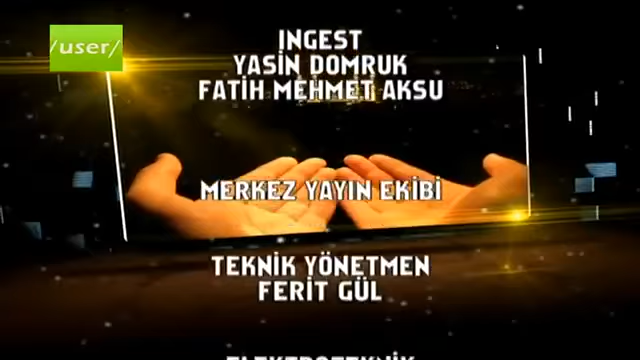 /user/
INGEST
YASİN DOMRUK
FATİH MEHMET AKSU
MERKEZ YAYIN EKİBİ
TEKNİK YÖNETMEN
FERİT GÜL